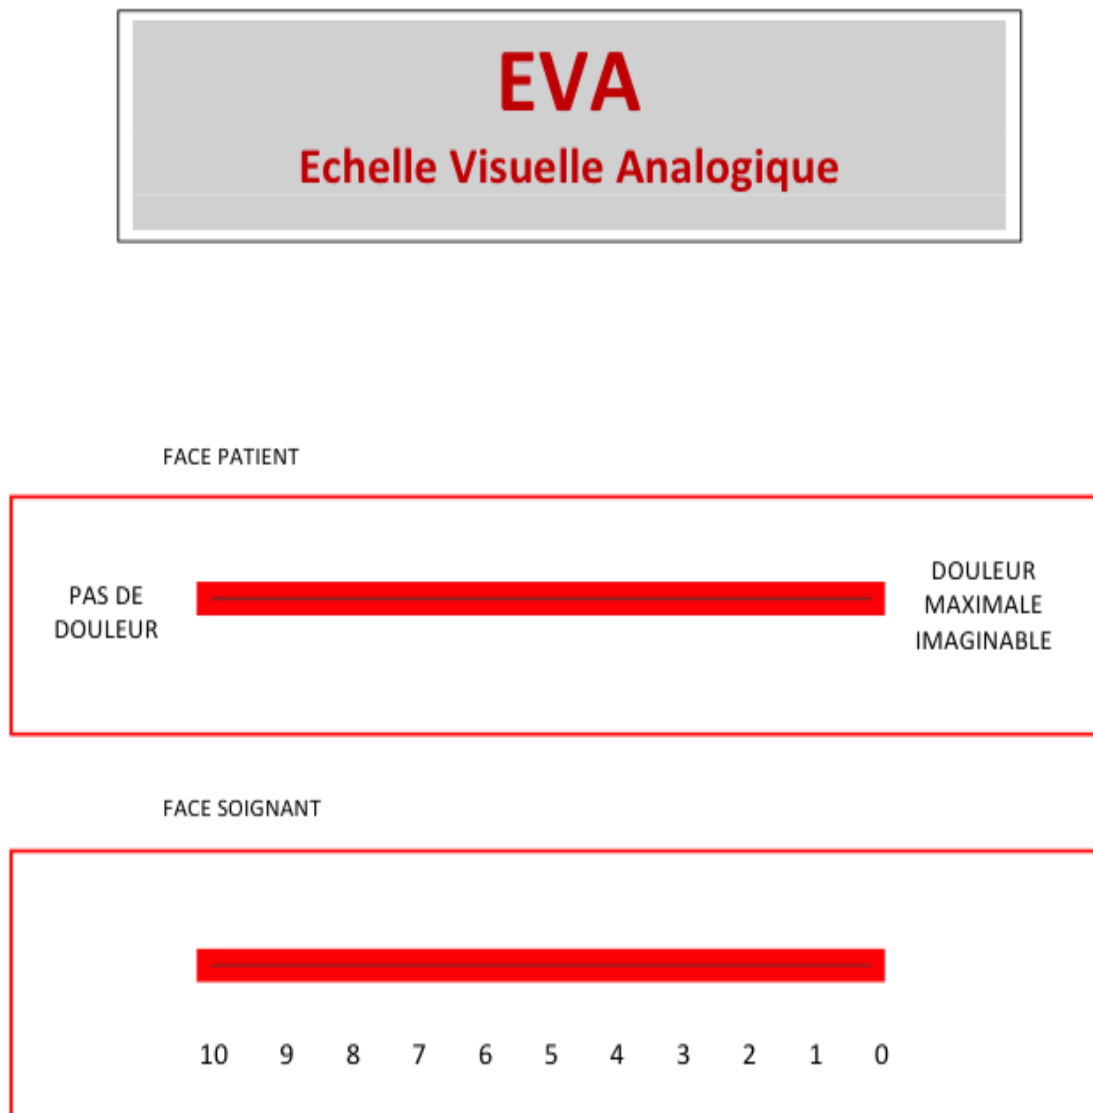 EVA
Echelle Visuelle Analogique
FACE PATIENT
PAS DE
DOULEUR
DOULEUR
MAXIMALE
IMAGINABLE
FACE SOIGNANT
10 9 8 7 6 5 4 3 2 1 0